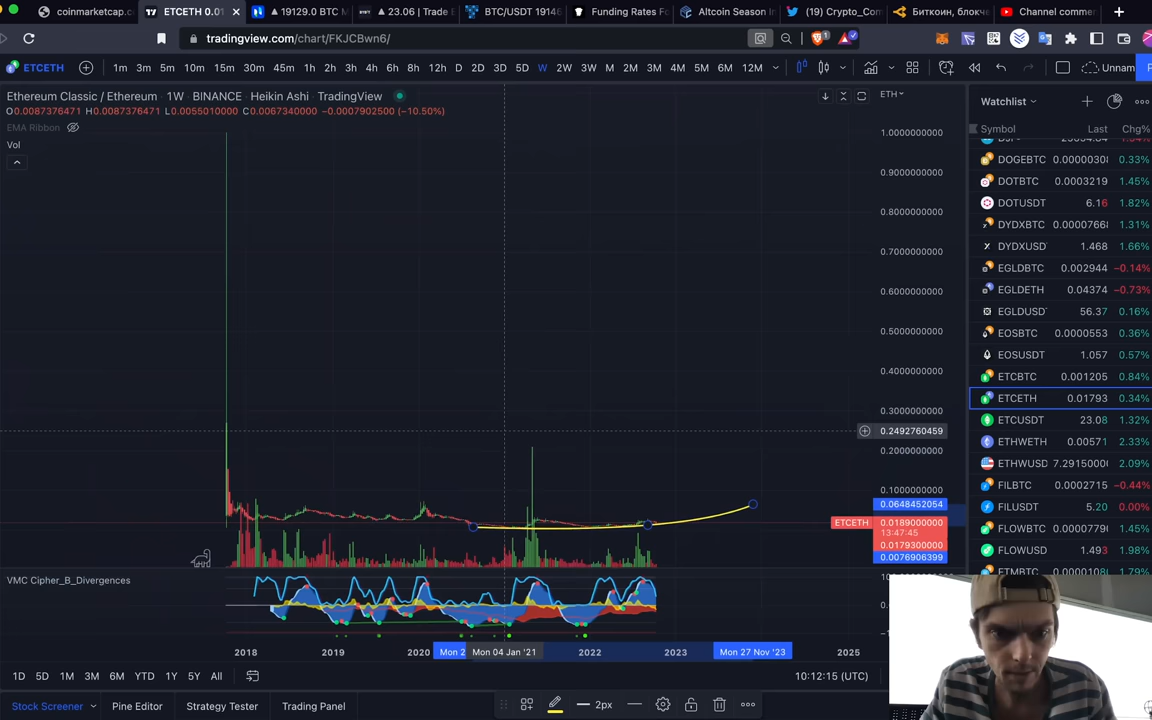 coinmarketcap.c
ETCETH 0.01
▲ 19129.0 BTC M
▲ 23.06 | Trade E
BTC/USDT 19146
Funding Rates Fo
Altcoin Season I
(19) Crypto_Com
Биткоин, блокче
Channel comme
tradingview.com/chart/FKJCBwn6/
ETCETH
1m 3m 5m 10m 15m 30m 45m 1h 2h 3h 4h 6h 8h 12h D 2D 3D 5D W 2W 3W M 2M 3M 4M 5M 6M 12M
Unnam
Ethereum Classic / Ethereum · 1W · BINANCE · Heikin Ashi · TradingView
O0.0087376471 H0.0087376471 L0.0055010000 C0.0067340000 −0.0007902500 (−10.50%)
EMA Ribbon
Vol
ETH
1.0000000000
0.9000000000
0.8000000000
0.7000000000
0.6000000000
0.5000000000
0.4000000000
0.3000000000
0.2492760459
0.2000000000
0.1000000000
0.0648452054
ETCETH 0.0189000000
13:47:45
0.0179300000
0.0076906399
VMC Cipher_B_Divergences
2018 2019 2020 Mon 2 Mon 04 Jan '21 2022 2023 Mon 27 Nov '23 2025
1D 5D 1M 3M 6M YTD 1Y 5Y All
10:12:15 (UTC)
Stock Screener
Pine Editor
Strategy Tester
Trading Panel
2px
Watchlist
Symbol Last Chg%
DOGEBTC 0.00000308 0.33%
DOTBTC 0.0003219 1.45%
DOTUSDT 6.16 1.82%
DYDXBTC 0.00007668 1.31%
DYDXUSD 1.468 1.66%
EGLDBTC 0.002944 −0.14%
EGLDETH 0.04374 −0.73%
EGLDUSD 56.37 0.16%
EOSBTC 0.0000553 0.36%
EOSUSDT 1.057 0.57%
ETCBTC 0.001205 0.84%
ETCETH 0.01793 0.34%
ETCUSDT 23.08 1.32%
ETHWETH 0.00571 2.33%
ETHWUSD 7.29150000 2.09%
FILBTC 0.0002713 −0.44%
FILUSDT 5.20 0.00%
FLOWBTC 0.0000779 1.45%
FLOWUSD 1.493 1.98%